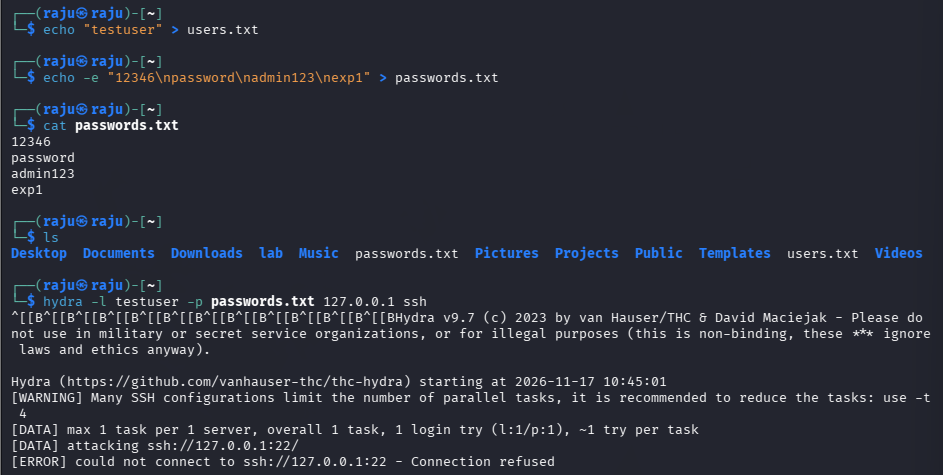 ┌──(raju㉿raju)-[~]
└─$ echo "testuser" > users.txt
┌──(raju㉿raju)-[~]
└─$ echo -e "12346\npassword\nadmin123\nexp1" > passwords.txt
┌──(raju㉿raju)-[~]
└─$ cat passwords.txt
12346
password
admin123
exp1
┌──(raju㉿raju)-[~]
└─$ ls
Desktop  Documents  Downloads  lab  Music  passwords.txt  Pictures  Projects  Public  Templates  users.txt  Videos
┌──(raju㉿raju)-[~]
└─$ hydra -l testuser -p passwords.txt 127.0.0.1 ssh
^[[B^[[B^[[B^[[B^[[B^[[B^[[B^[[B^[[B^[[B^[[B^[[B^[[B^[[BHydra v9.7 (c) 2023 by van Hauser/THC & David Maciejak - Please do
not use in military or secret service organizations, or for illegal purposes (this is non-binding, these *** ignore
laws and ethics anyway).
Hydra (https://github.com/vanhauser-thc/thc-hydra) starting at 2026-11-17 10:45:01
[WARNING] Many SSH configurations limit the number of parallel tasks, it is recommended to reduce the tasks: use -t
4
[DATA] max 1 task per 1 server, overall 1 task, 1 login try (l:1/p:1), ~1 try per task
[DATA] attacking ssh://127.0.0.1:22/
[ERROR] could not connect to ssh://127.0.0.1:22 - Connection refused